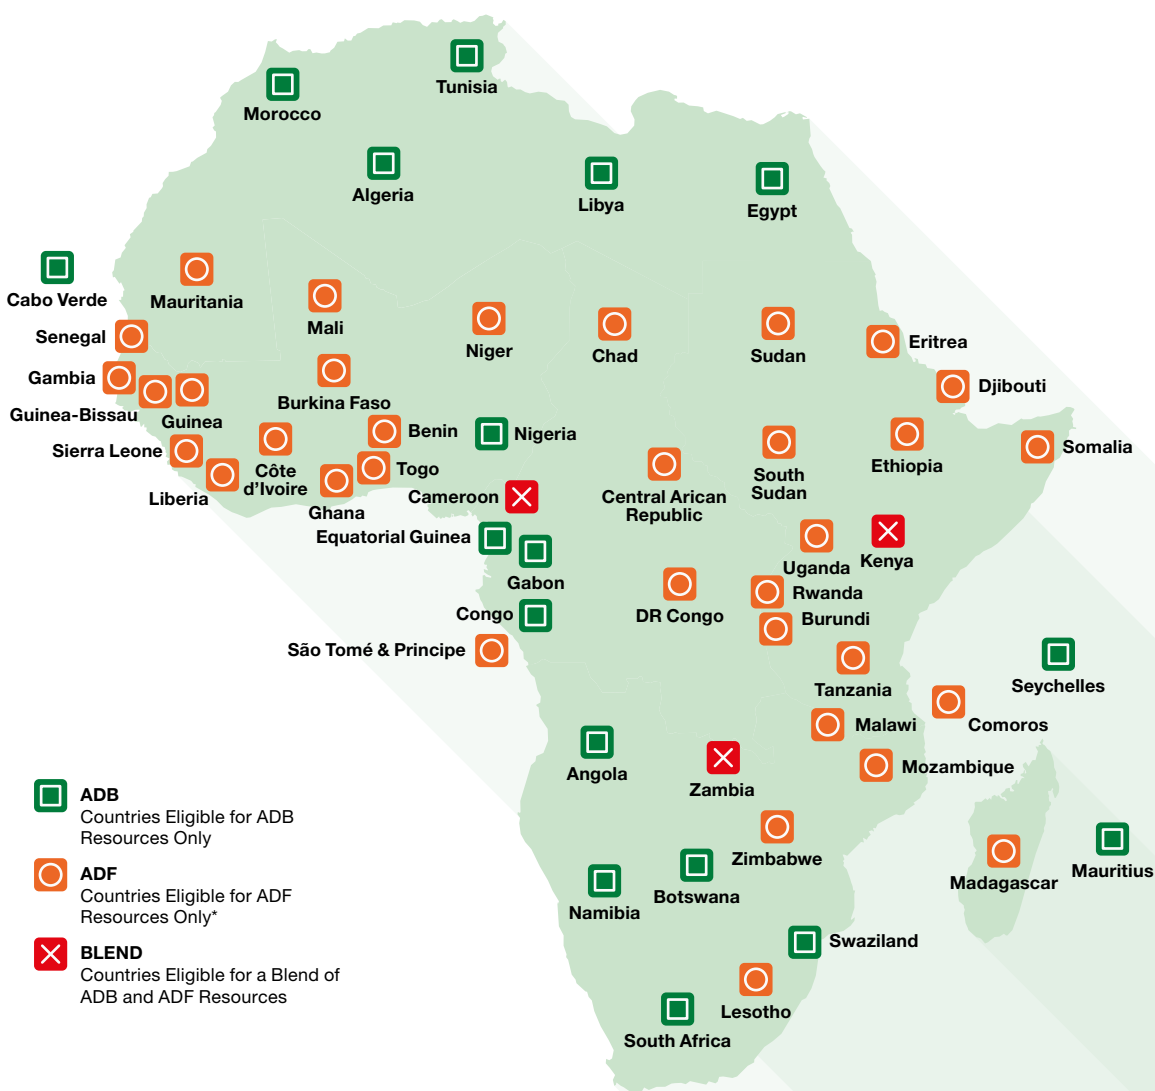 Tunisia
Morocco
Algeria
Libya
Egypt
Cabo Verde
Mauritania
Mali
Niger
Chad
Sudan
Eritrea
Senegal
Gambia
Djibouti
Guinea-Bissau
Guinea
Burkina Faso
Benin
Nigeria
Sierra Leone
Côte
d’Ivoire
Togo
Ethiopia
Somalia
South
Sudan
Liberia
Ghana
Cameroon
Central Arican
Republic
Equatorial Guinea
Gabon
Uganda
Kenya
Rwanda
Congo
DR Congo
Burundi
São Tomé & Principe
Tanzania
Seychelles
Malawi
Comoros
Angola
Zambia
Mozambique
Zimbabwe
Madagascar
Mauritius
Namibia
Botswana
Swaziland
Lesotho
South Africa
ADB
Countries Eligible for ADB
Resources Only
ADF
Countries Eligible for ADF
Resources Only*
BLEND
Countries Eligible for a Blend of
ADB and ADF Resources